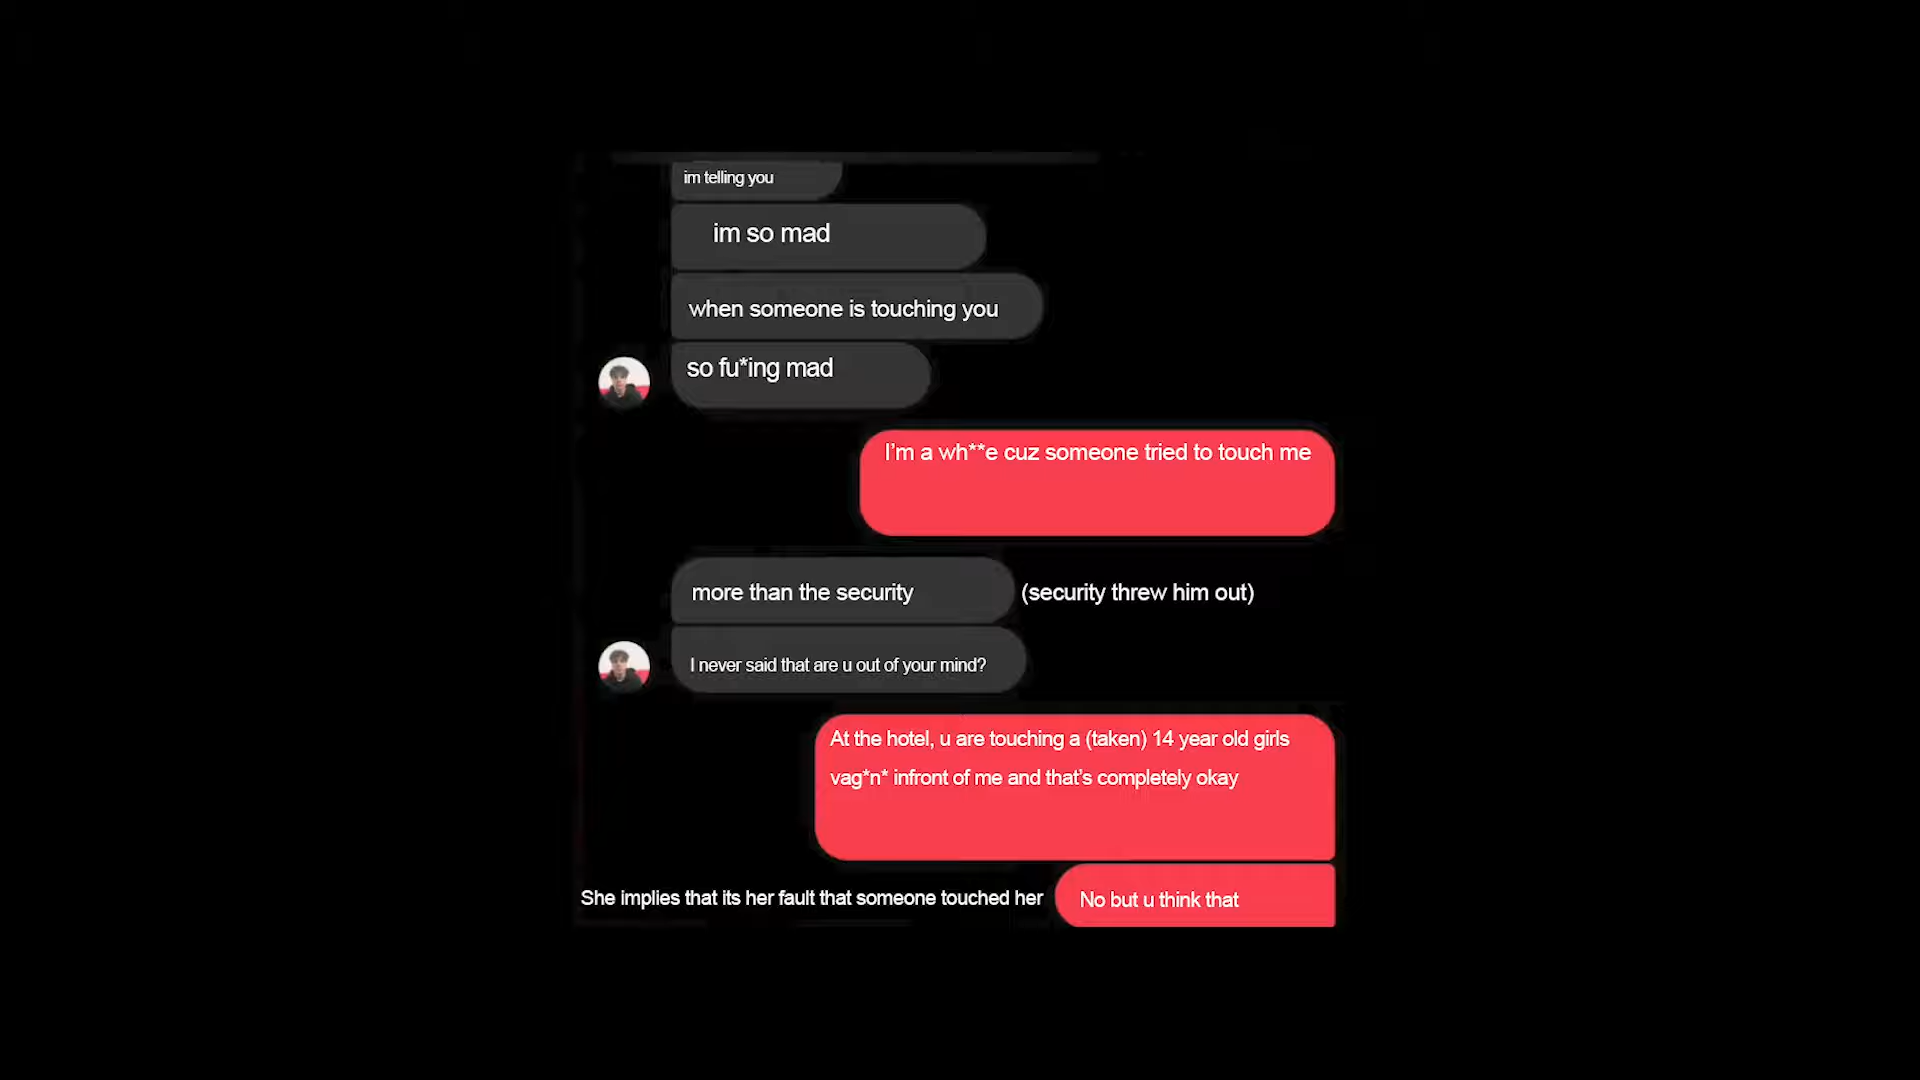 im telling you
im so mad
when someone is touching you
so fu*ing mad
I'm a wh**e cuz someone tried to touch me
more than the security (security threw him out)
I never said that are u out of your mind?
At the hotel, u are touching a (taken) 14 year old girls
vag*n* infront of me and that's completely okay
She implies that its her fault that someone touched her No but u think that